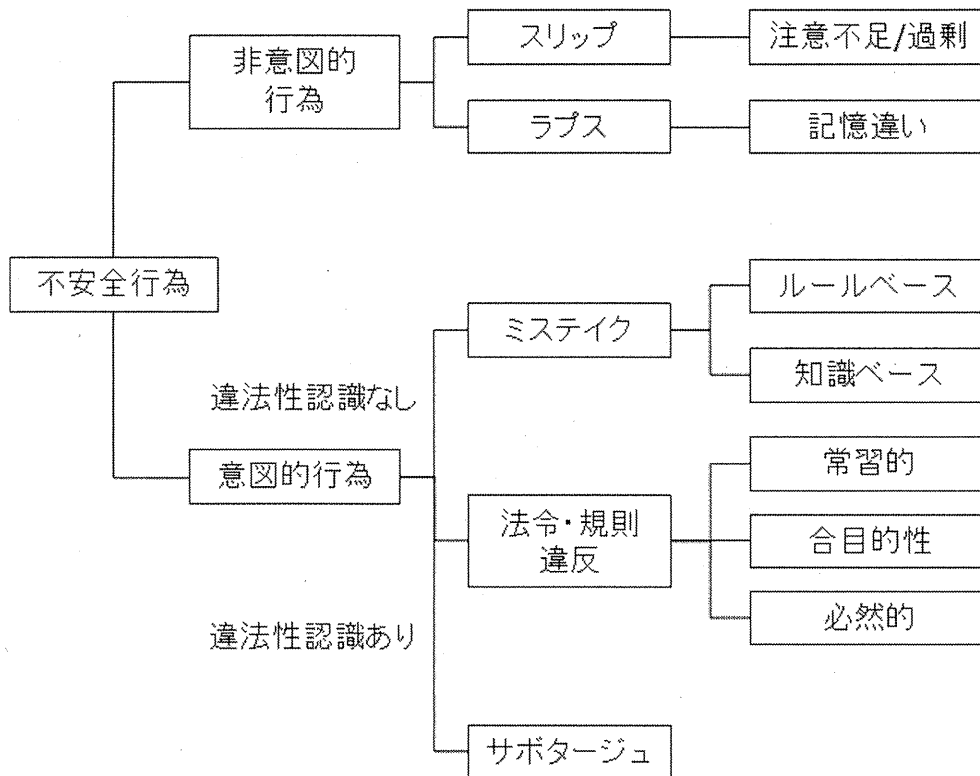 スリップ
注意不足/過剰
非意図的
行為
ラプス
記憶違い
不安全行為
ルールベース
ミステイク
知識ベース
違法性認識なし
常習的
意図的行為
法令・規則
違反
合目的性
必然的
違法性認識あり
サボタージュ